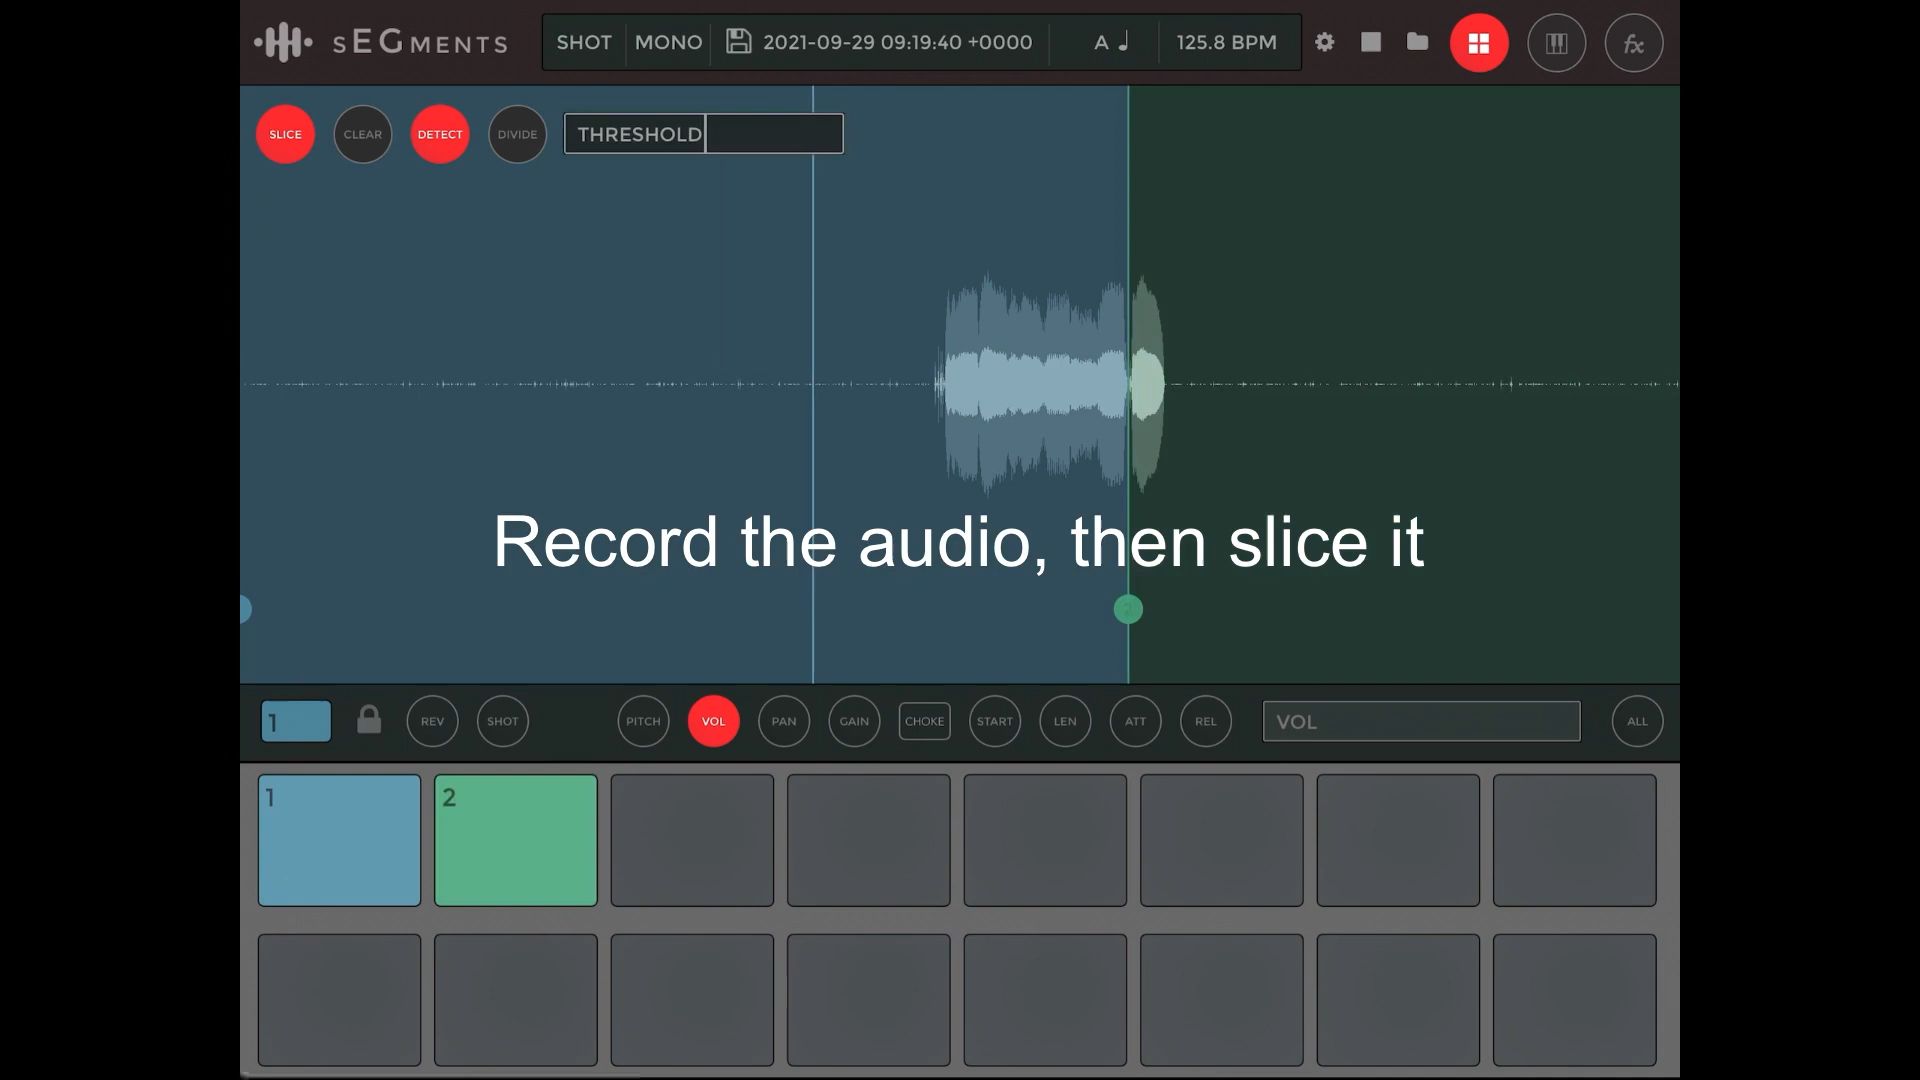 sEGMENTS
SHOT MONO 2021-09-29 09:19:40 +0000 A 125.8 BPM fx
SLICE CLEAR DETECT DIVIDE THRESHOLD
Record the audio, then slice it
1 REV SHOT PITCH VOL PAN GAIN CHOKE START LEN ATT REL VOL ALL
1 2